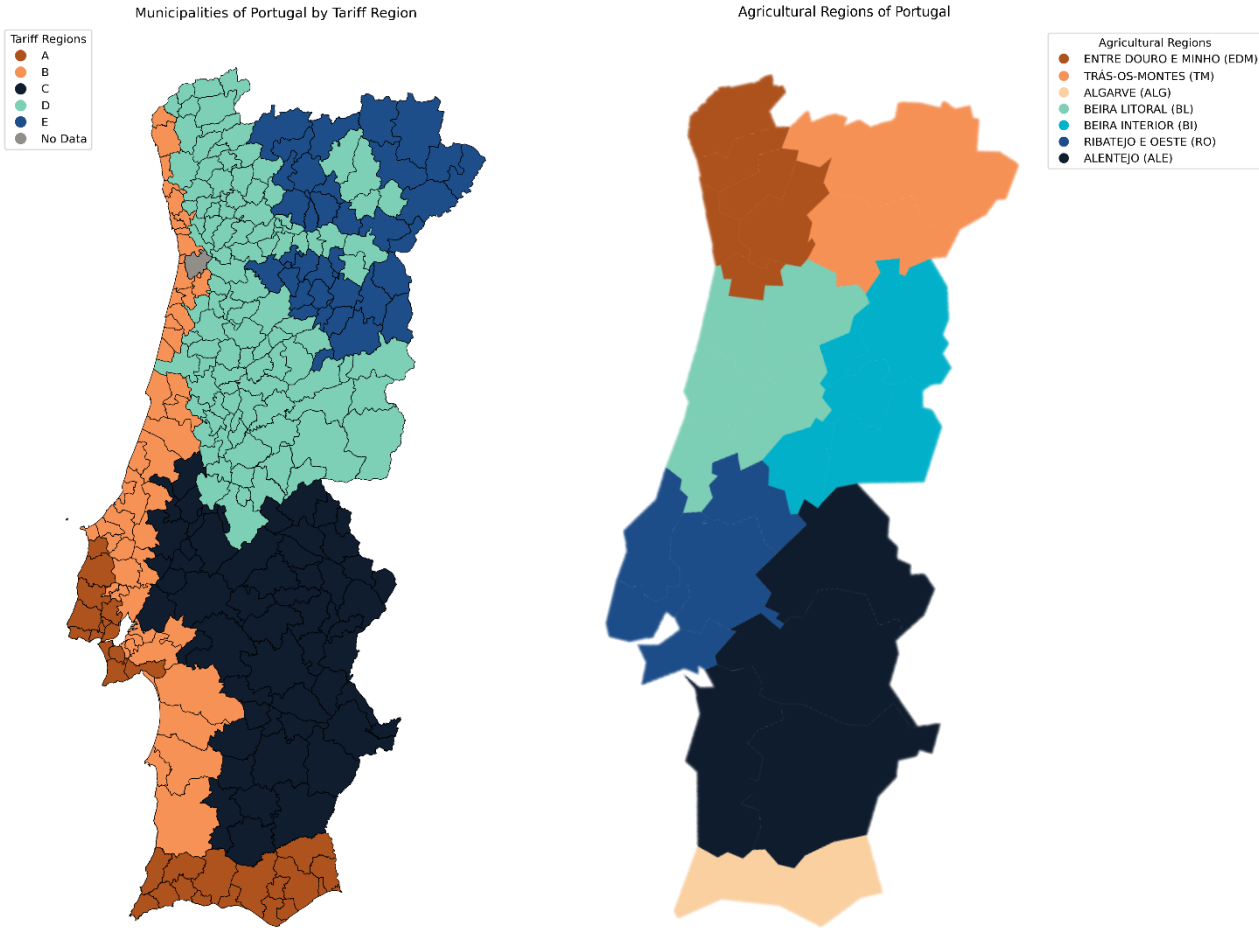 Municipalities of Portugal by Tariff Region
Tariff Regions
A
B
C
D
E
No Data
Agricultural Regions of Portugal
Agricultural Regions
ENTRE DOURO E MINHO (EDM)
TRÁS-OS-MONTES (TM)
ALGARVE (ALG)
BEIRA LITORAL (BL)
BEIRA INTERIOR (BI)
RIBATEJO E OESTE (RO)
ALENTEJO (ALE)